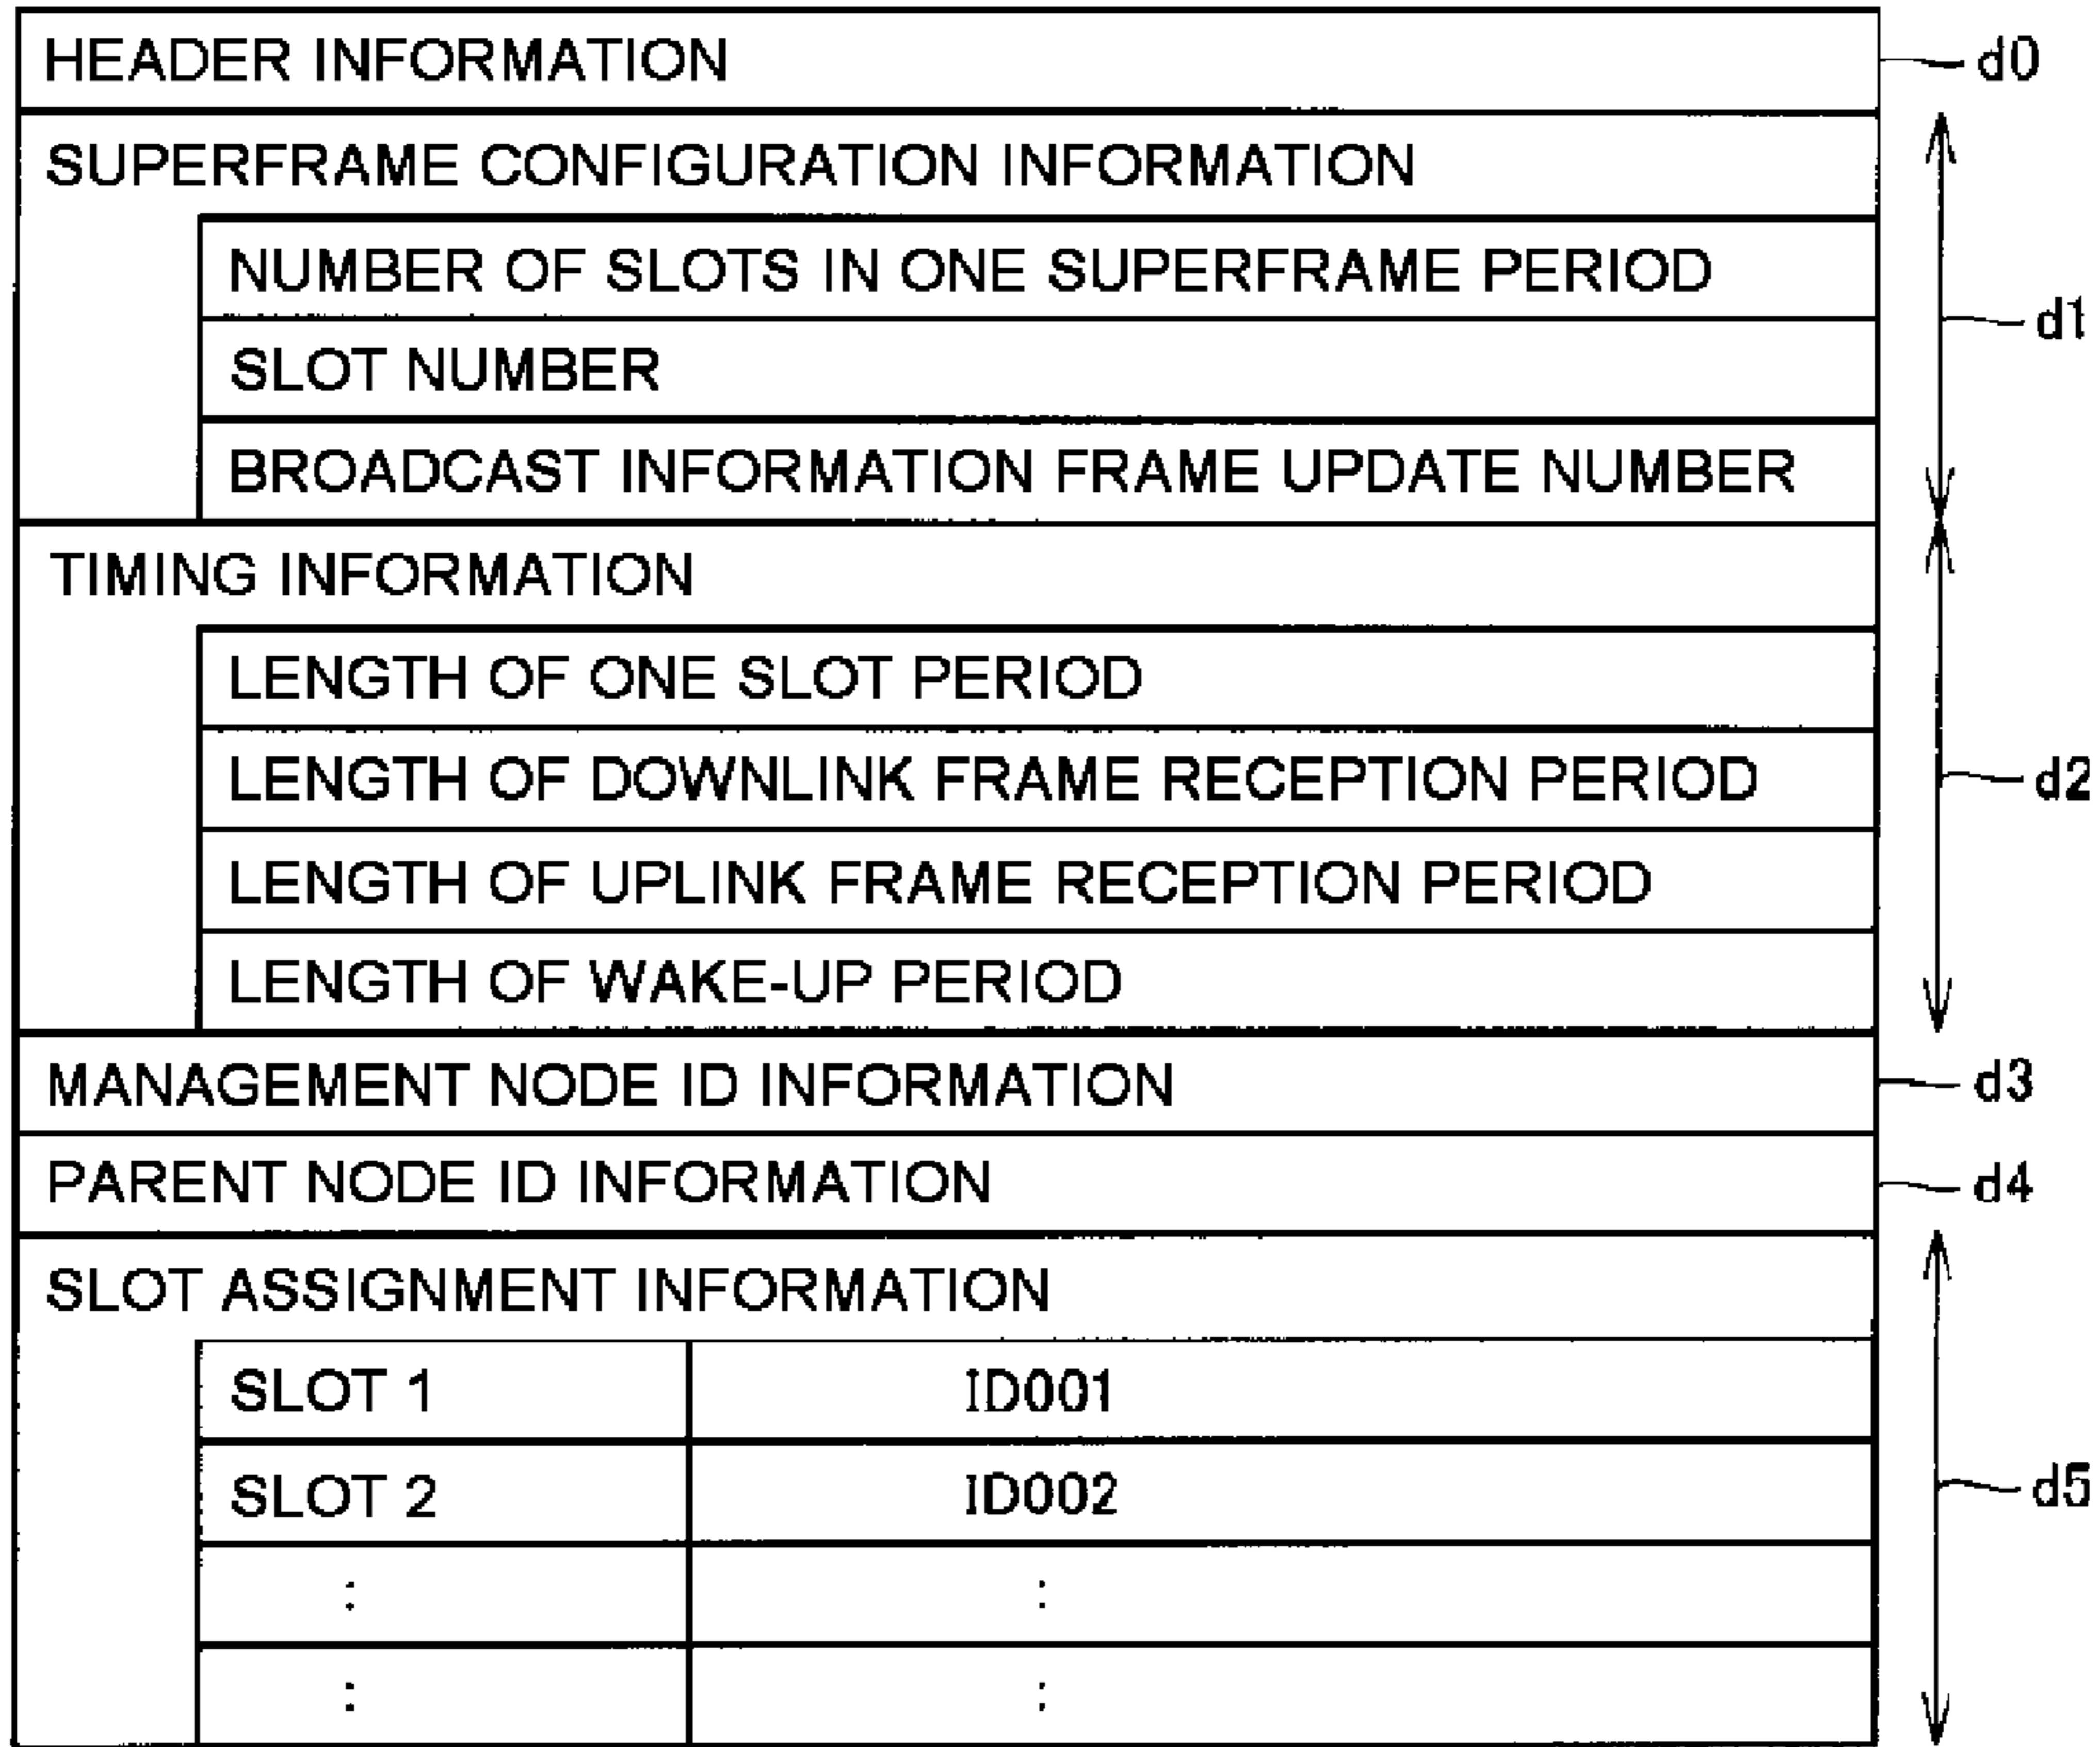 HEADER INFORMATION d0
SUPERFRAME CONFIGURATION INFORMATION
NUMBER OF SLOTS IN ONE SUPERFRAME PERIOD
d1
SLOT NUMBER
BROADCAST INFORMATION FRAME UPDATE NUMBER
TIMING INFORMATION
LENGTH OF ONE SLOT PERIOD
LENGTH OF DOWNLINK FRAME RECEPTION PERIOD d2
LENGTH OF UPLINK FRAME RECEPTION PERIOD
LENGTH OF WAKE-UP PERIOD
MANAGEMENT NODE ID INFORMATION d3
PARENT NODE ID INFORMATION d4
SLOT ASSIGNMENT INFORMATION
SLOT 1 ID001
SLOT 2 ID002 d5
: :
: :